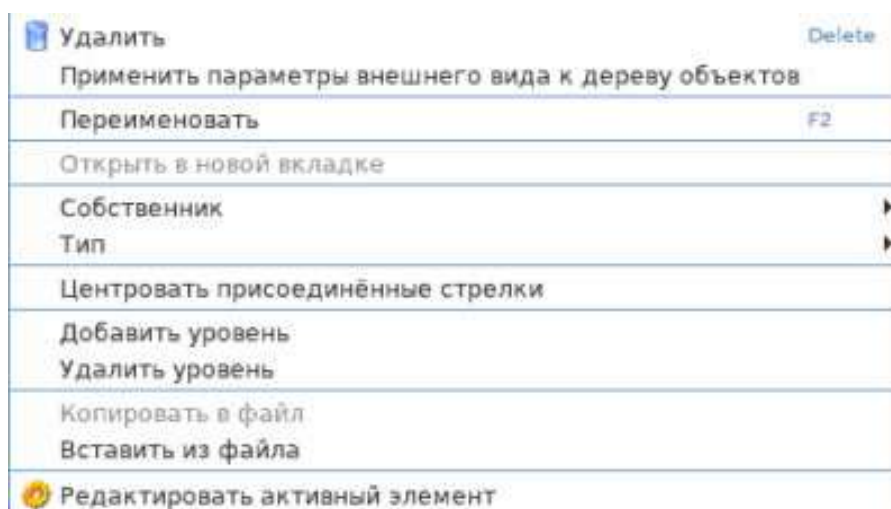 Удалить Delete
Применить параметры внешнего вида к дереву объектов
Переименовать F2
Открыть в новой вкладке
Собственник
Тип
Центровать присоединённые стрелки
Добавить уровень
Удалить уровень
Копировать в файл
Вставить из файла
Редактировать активный элемент